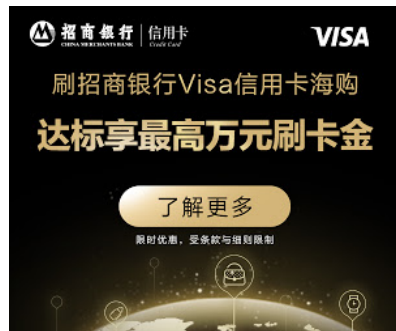 招商银行 信用卡
CHINA MERCHANTS BANK Credit Card
VISA
刷招商银行Visa信用卡海购
达标享最高万元刷卡金
了解更多
限时优惠，受条款与细则限制